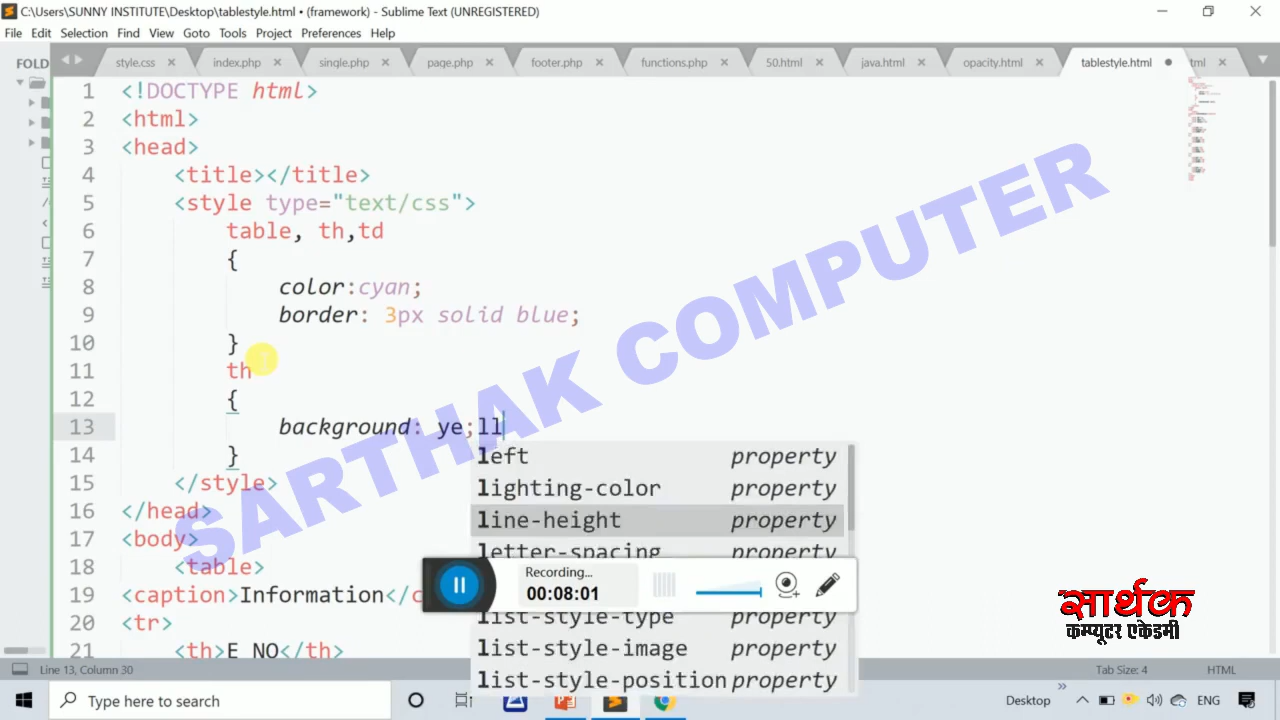 C:\Users\SUNNY INSTITUTE\Desktop\tablestyle.html • (framework) - Sublime Text (UNREGISTERED)
File Edit Selection Find View Goto Tools Project Preferences Help
FOLD
style.css index.php single.php page.php footer.php functions.php 50.html java.html opacity.html tablestyle.html tml
1 <!DOCTYPE html>
2 <html>
3 <head>
4 <title></title>
5 <style type="text/css">
6 table, th,td
7 {
8 color:cyan;
9 border: 3px solid blue;
10 }
11 th
12 {
13 background: ye;ll
14 }
15 </style>
16 </head>
17 <body>
18 <table>
19 <caption>Information</c
20 <tr>
21 <th>E NO</th>
left property
lighting-color property
line-height property
letter-spacing property
list-style-type property
list-style-image property
list-style-position property
Recording...
00:08:01
SARTHAK COMPUTER
सार्थक
कम्प्यूटर एकेडमी
Line 13, Column 30 Tab Size: 4 HTML
Type here to search Desktop ENG